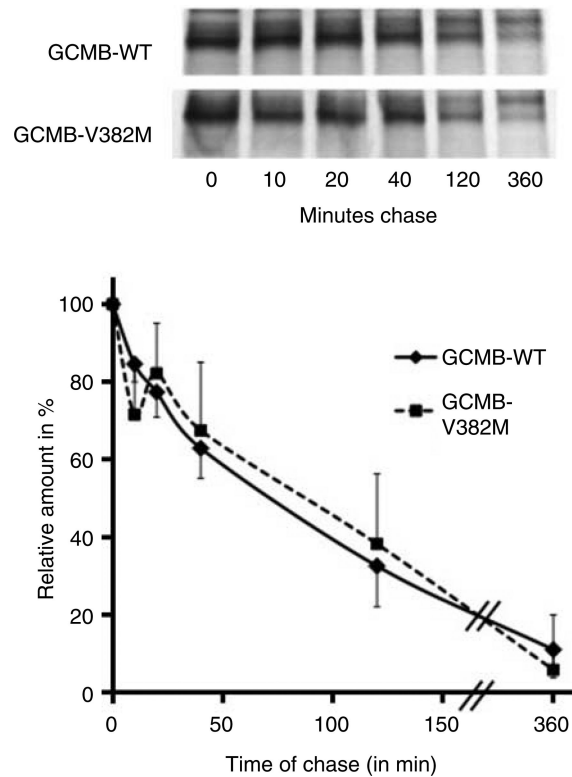 GCMB-WT
GCMB-V382M
0 10 20 40 120 360
Minutes chase
100
80
60
40
20
0
Relative amount in %
GCMB-WT
GCMB-
V382M
0 50 100 150 360
Time of chase (in min)